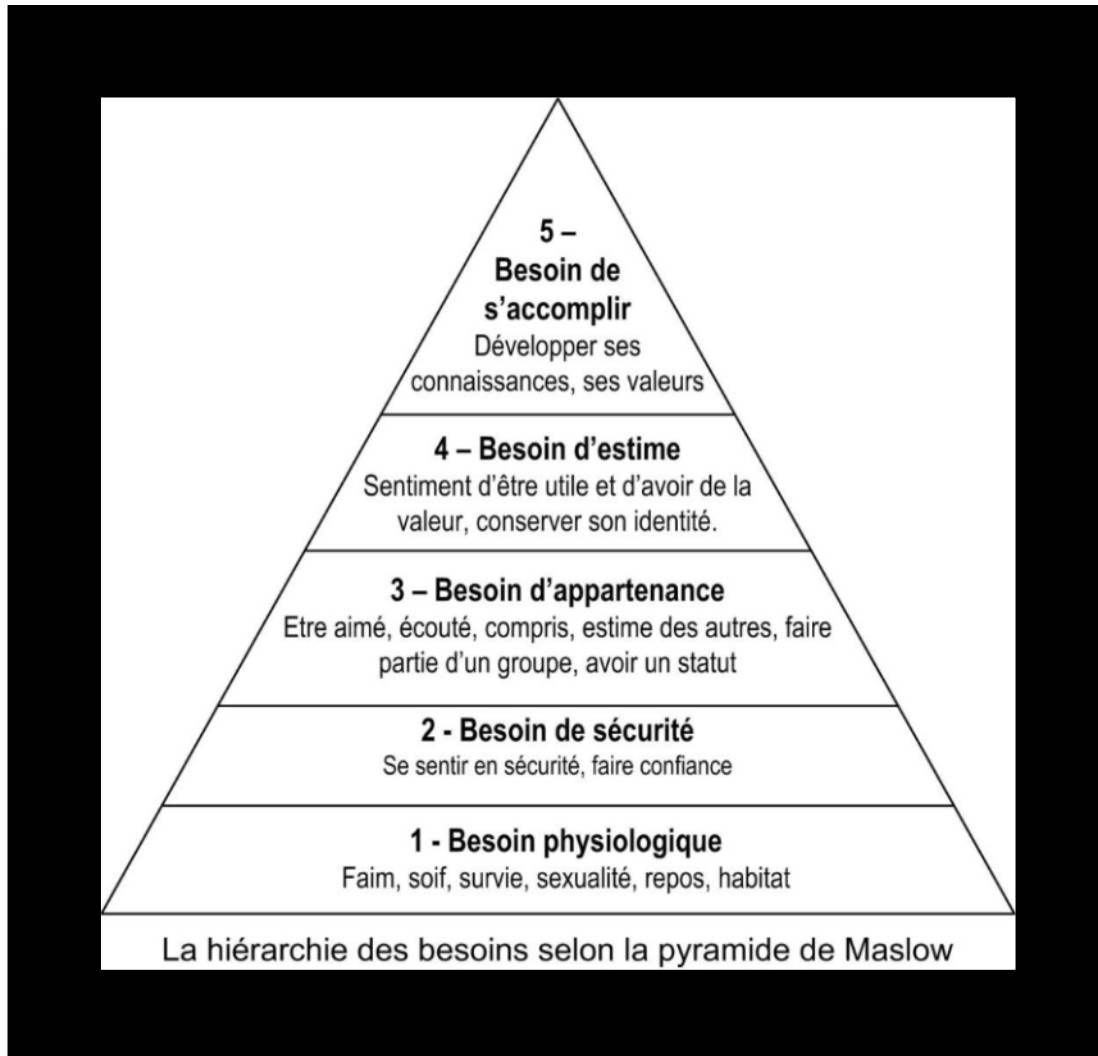 5 –
Besoin de
s'accomplir
Développer ses
connaissances, ses valeurs
4 – Besoin d'estime
Sentiment d'être utile et d'avoir de la
valeur, conserver son identité.
3 – Besoin d'appartenance
Etre aimé, écouté, compris, estime des autres, faire
partie d'un groupe, avoir un statut
2 - Besoin de sécurité
Se sentir en sécurité, faire confiance
1 - Besoin physiologique
Faim, soif, survie, sexualité, repos, habitat
La hiérarchie des besoins selon la pyramide de Maslow